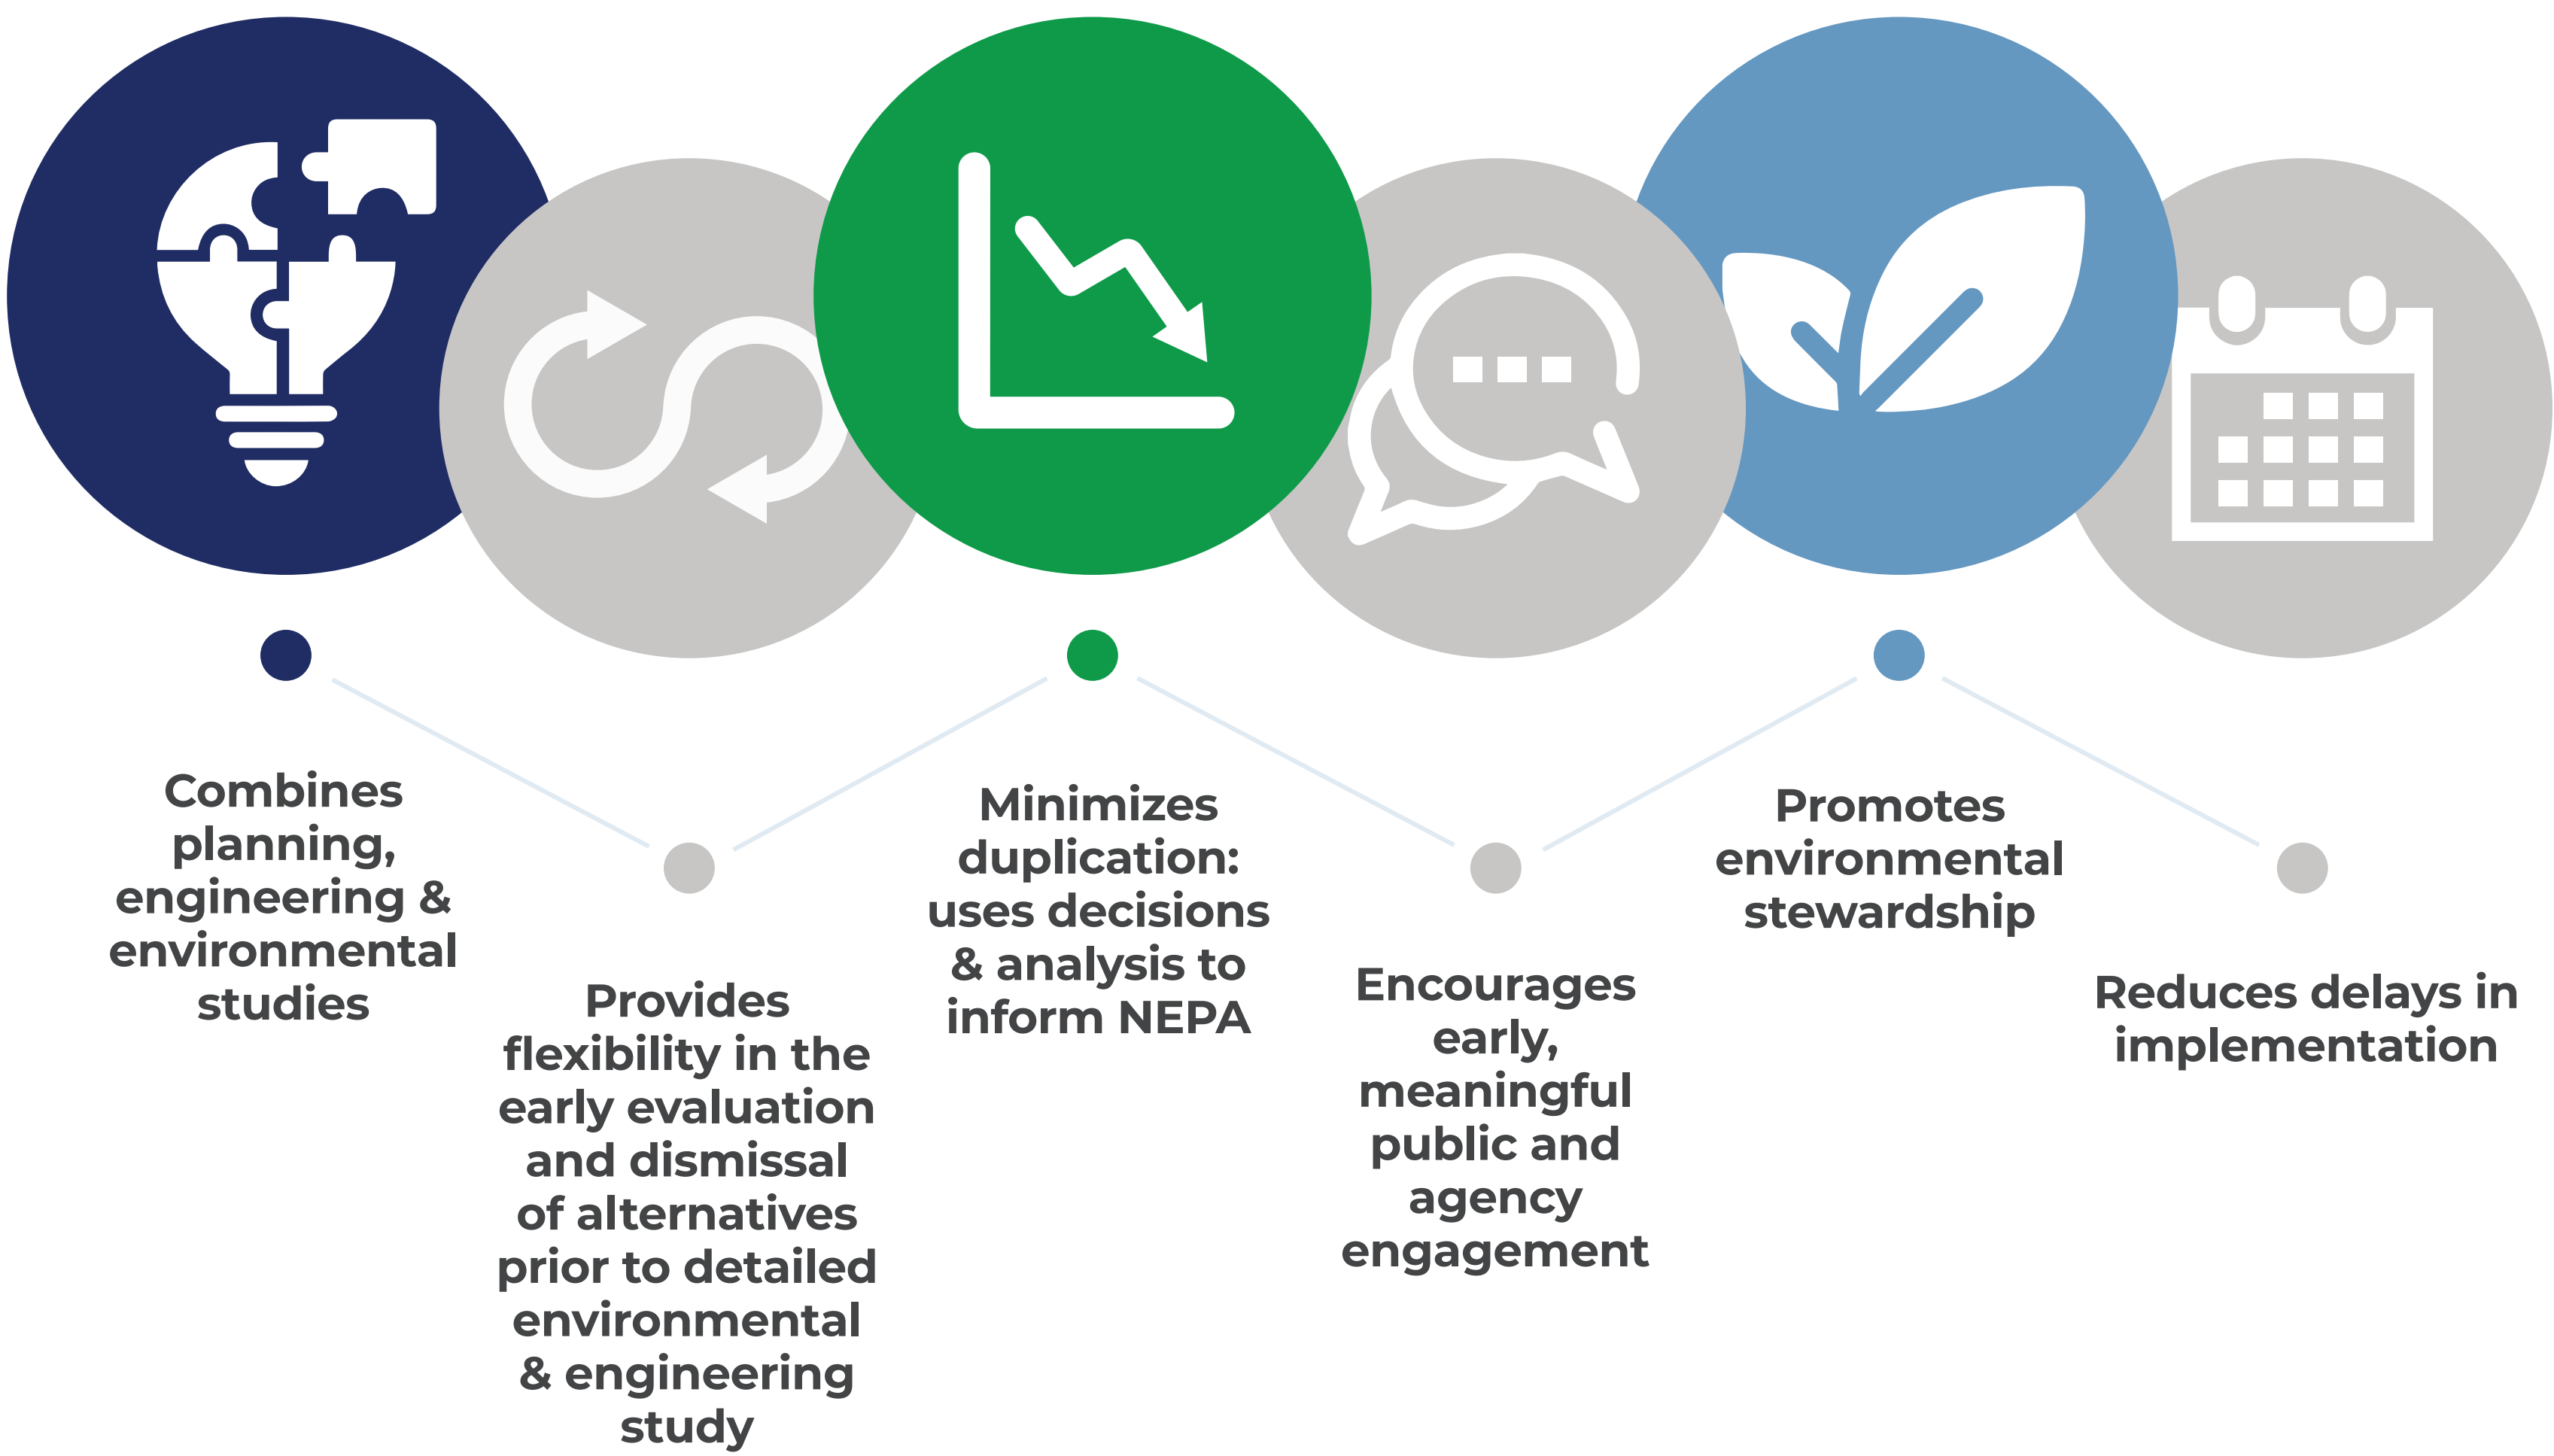 Combines
planning,
engineering &
environmental
studies
Provides
flexibility in the
early evaluation
and dismissal
of alternatives
prior to detailed
environmental
& engineering
study
Minimizes
duplication:
uses decisions
& analysis to
inform NEPA
Encourages
early,
meaningful
public and
agency
engagement
Promotes
environmental
stewardship
Reduces delays in
implementation